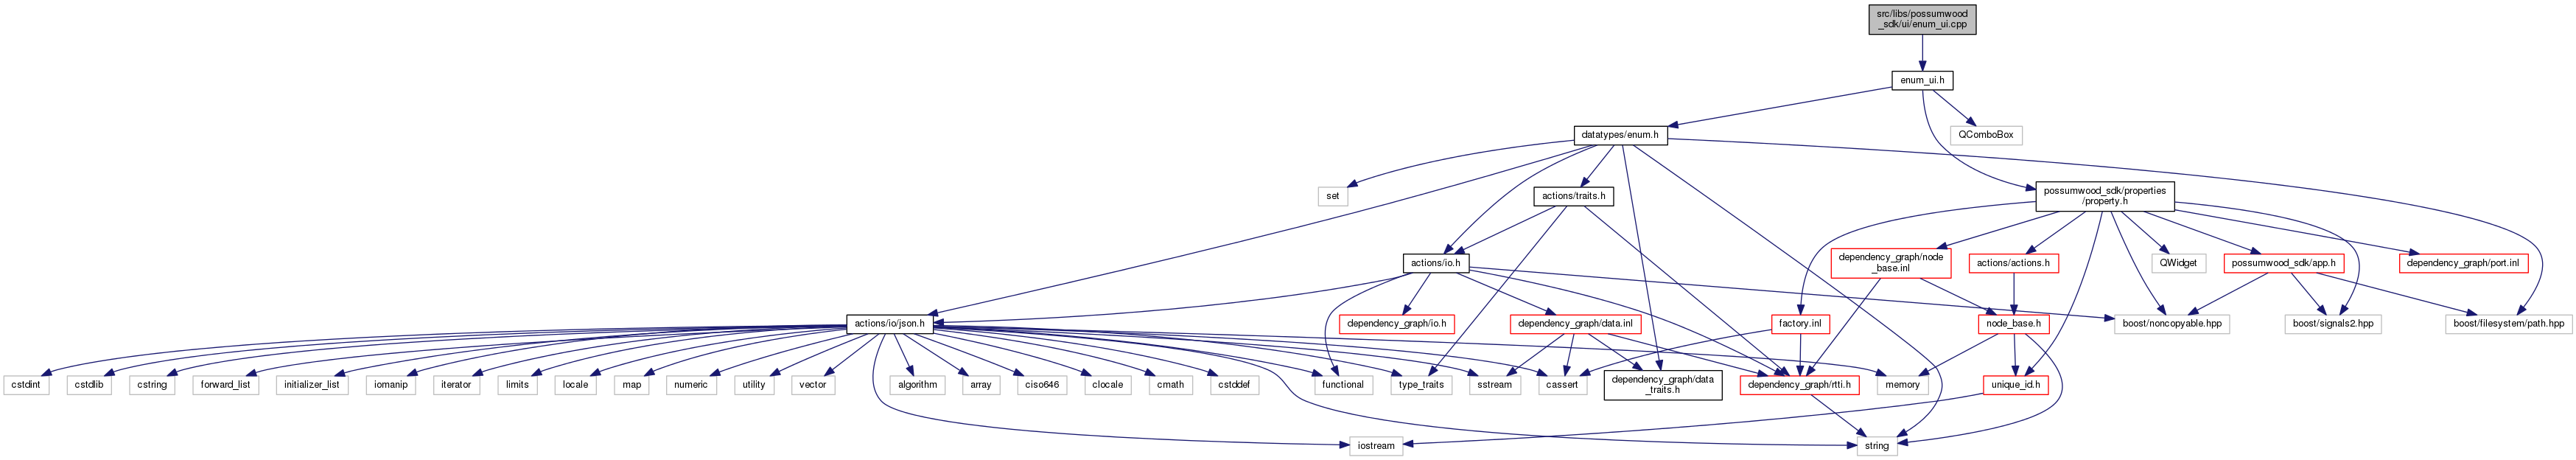 src/libs/possumwood
_sdk/ui/enum_ui.cpp
enum_ui.h
datatypes/enum.h
QComboBox
set
actions/traits.h
possumwood_sdk/properties
/property.h
actions/io.h
dependency_graph/node
_base.inl
actions/actions.h
QWidget
possumwood_sdk/app.h
dependency_graph/port.inl
actions/io/json.h
dependency_graph/io.h
dependency_graph/data.inl
factory.inl
node_base.h
boost/noncopyable.hpp
boost/signals2.hpp
boost/filesystem/path.hpp
cstdint
cstdlib
cstring
forward_list
initializer_list
iomanip
iterator
limits
locale
map
numeric
utility
vector
algorithm
array
ciso646
clocale
cmath
cstddef
functional
type_traits
sstream
cassert
dependency_graph/data
_traits.h
dependency_graph/rtti.h
memory
unique_id.h
iostream
string